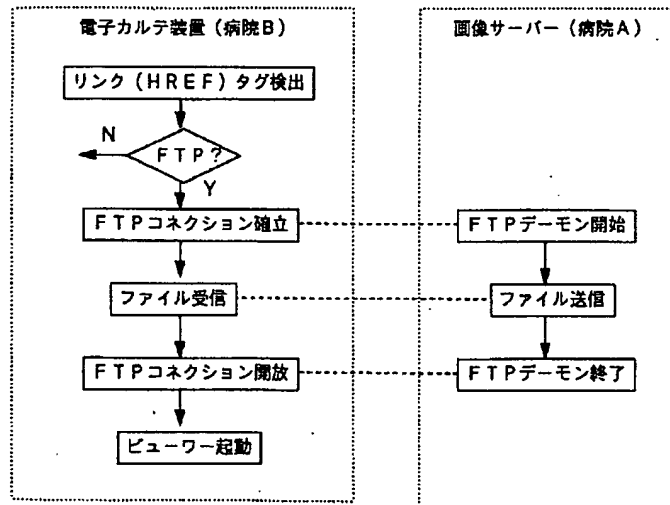 電子カルテ装置（病院B）
リンク（HREF）タグ検出
N
FTP？
Y
FTPコネクション確立
ファイル受信
FTPコネクション開放
ビューワー起動
画像サーバー（病院A）
FTPデーモン開始
ファイル送信
FTPデーモン終了